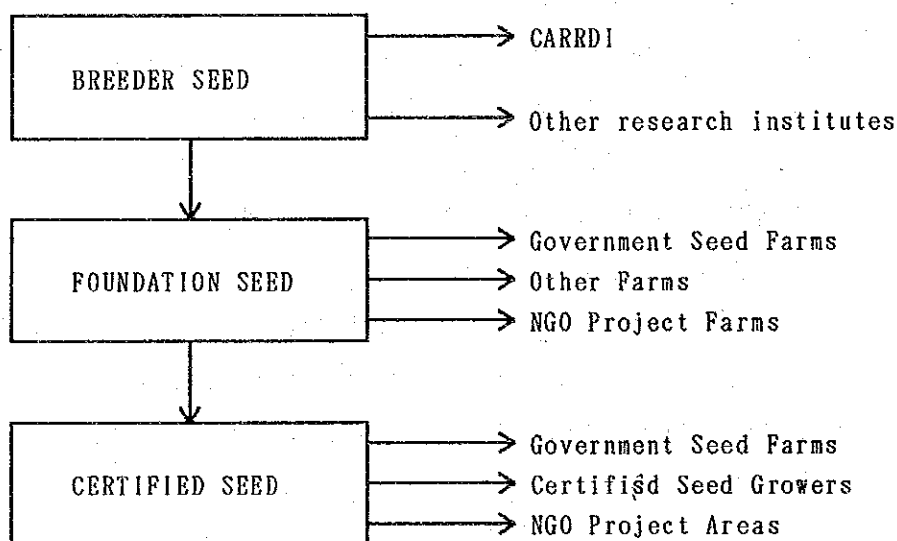 BREEDER SEED
CARRDI
Other research institutes
FOUNDATION SEED
Government Seed Farms
Other Farms
NGO Project Farms
CERTIFIED SEED
Government Seed Farms
Certifisd Seed Growers
NGO Project Areas